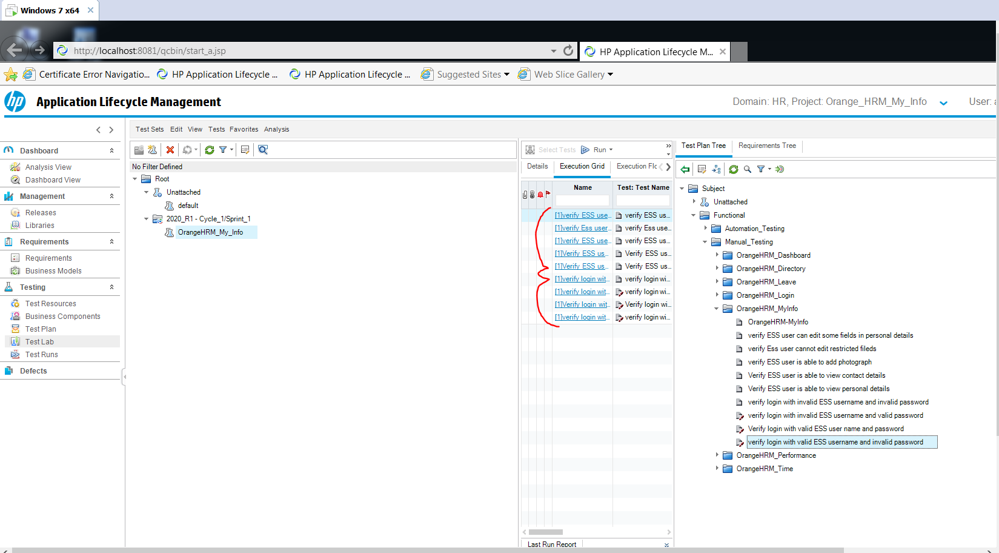 Windows 7 x64
http://localhost:8081/qcbin/start_a.jsp
HP Application Lifecycle M...
Certificate Error Navigatio...
HP Application Lifecycle ...
HP Application Lifecycle ...
Suggested Sites
Web Slice Gallery
hp
Application Lifecycle Management
Domain: HR, Project: Orange_HRM_My_Info
User:
Dashboard
Analysis View
Dashboard View
Management
Releases
Libraries
Requirements
Requirements
Business Models
Testing
Test Resources
Business Components
Test Plan
Test Lab
Test Runs
Defects
Test Sets Edit View Tests Favorites Analysis
No Filter Defined
Root
Unattached
default
2020_R1 - Cycle_1/Sprint_1
OrangeHRM_My_Info
Select Tests Run
Details Execution Grid Execution Flo
Name Test: Test Name
[1]verify ESS use... verify ESS us...
[1]verify Ess user... verify Ess use...
[1]verify ESS use... verify ESS us...
[1]Verify ESS us... Verify ESS us...
[1]Verify ESS us... Verify ESS us...
[1]verify login wit... verify login wi...
[1]verify login wit... verify login wi...
[1]Verify login wit... Verify login wi...
[1]verify login wit... verify login wi...
Last Run Report
Test Plan Tree Requirements Tree
Subject
Unattached
Functional
Automation_Testing
Manual_Testing
OrangeHRM_Dashboard
OrangeHRM_Directory
OrangeHRM_Leave
OrangeHRM_Login
OrangeHRM_MyInfo
OrangeHRM-MyInfo
verify ESS user can edit some fields in personal details
verify Ess user cannot edit restricted fileds
verify ESS user is able to add photograph
Verify ESS user is able to view contact details
Verify ESS user is able to view personal details
verify login with invalid ESS username and invalid password
verify login with invalid ESS username and valid password
Verify login with valid ESS user name and password
verify login with valid ESS username and invalid password
OrangeHRM_Performance
OrangeHRM_Time